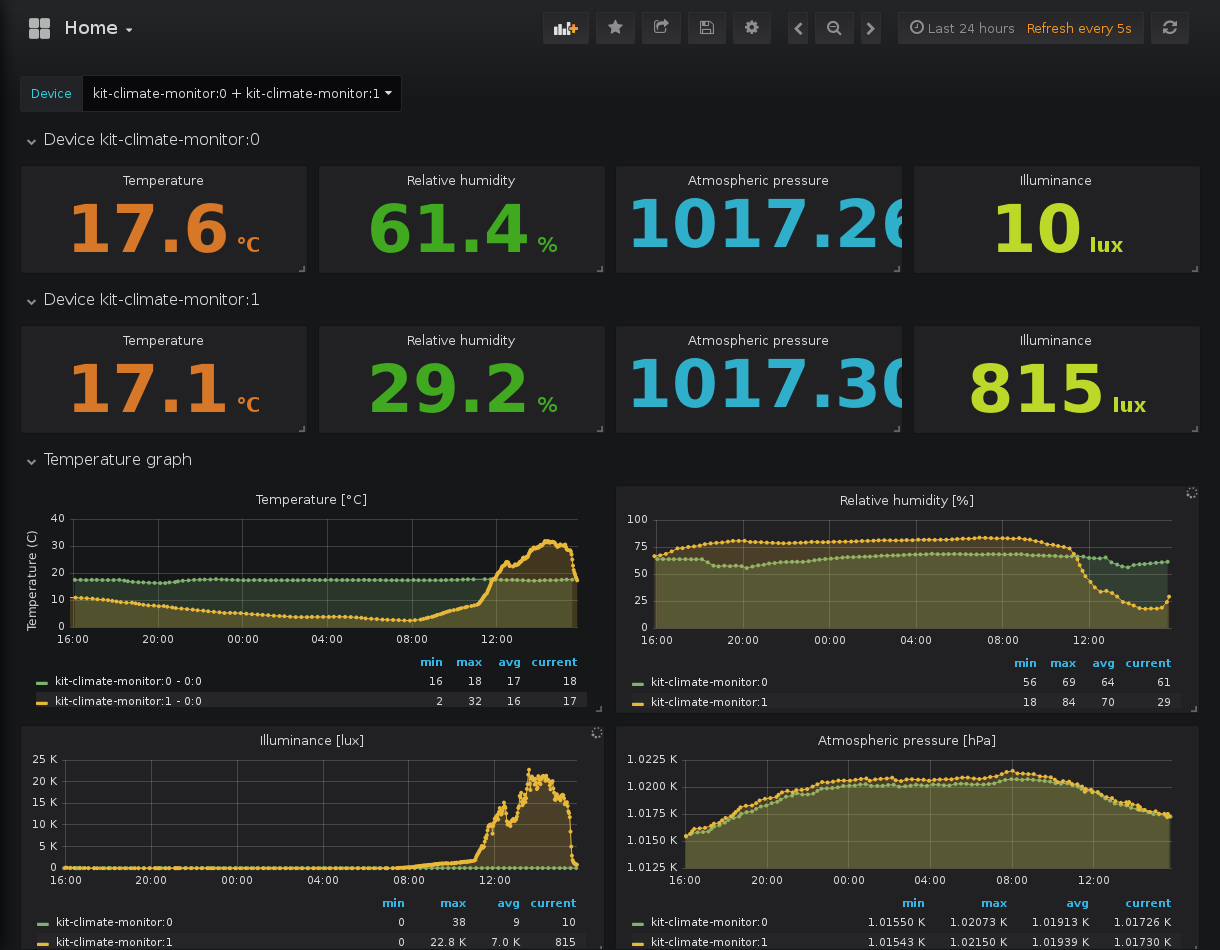 Home
Last 24 hours Refresh every 5s
Device kit-climate-monitor:0 + kit-climate-monitor:1
Device kit-climate-monitor:0
Temperature Relative humidity Atmospheric pressure Illuminance
17.6 °C 61.4 % 1017.26 10 lux
Device kit-climate-monitor:1
Temperature Relative humidity Atmospheric pressure Illuminance
17.1 °C 29.2 % 1017.30 815 lux
Temperature graph
Temperature [°C]
Temperature (C)
40
30
20
10
0
16:00 20:00 00:00 04:00 08:00 12:00
min max avg current
kit-climate-monitor:0 - 0:0 16 18 17 18
kit-climate-monitor:1 - 0:0 2 32 16 17
Relative humidity [%]
100
75
50
25
0
16:00 20:00 00:00 04:00 08:00 12:00
min max avg current
kit-climate-monitor:0 56 69 64 61
kit-climate-monitor:1 18 84 70 29
Illuminance [lux]
25 K
20 K
15 K
10 K
5 K
0
16:00 20:00 00:00 04:00 08:00 12:00
min max avg current
kit-climate-monitor:0 0 38 9 10
kit-climate-monitor:1 0 22.8 K 7.0 K 815
Atmospheric pressure [hPa]
1.0225 K
1.0200 K
1.0175 K
1.0150 K
1.0125 K
16:00 20:00 00:00 04:00 08:00 12:00
min max avg current
kit-climate-monitor:0 1.01550 K 1.02073 K 1.01913 K 1.01726 K
kit-climate-monitor:1 1.01543 K 1.02150 K 1.01939 K 1.01730 K